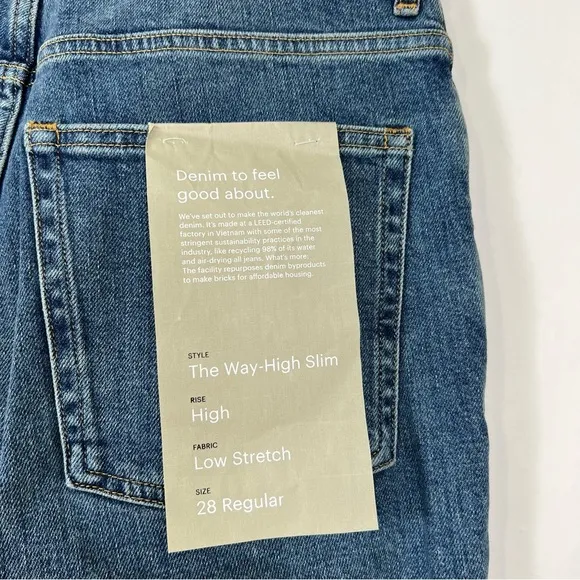 Denim to feel
good about.
We've set out to make the world's cleanest
denim. It's made at a LEED-certified
factory in Vietnam with some of the most
stringent sustainability practices in the
industry, like recycling 98% of its water
and air-drying all jeans. What's more:
The facility repurposes denim byproducts
to make bricks for affordable housing.
STYLE
The Way-High Slim
RISE
High
FABRIC
Low Stretch
SIZE
28 Regular